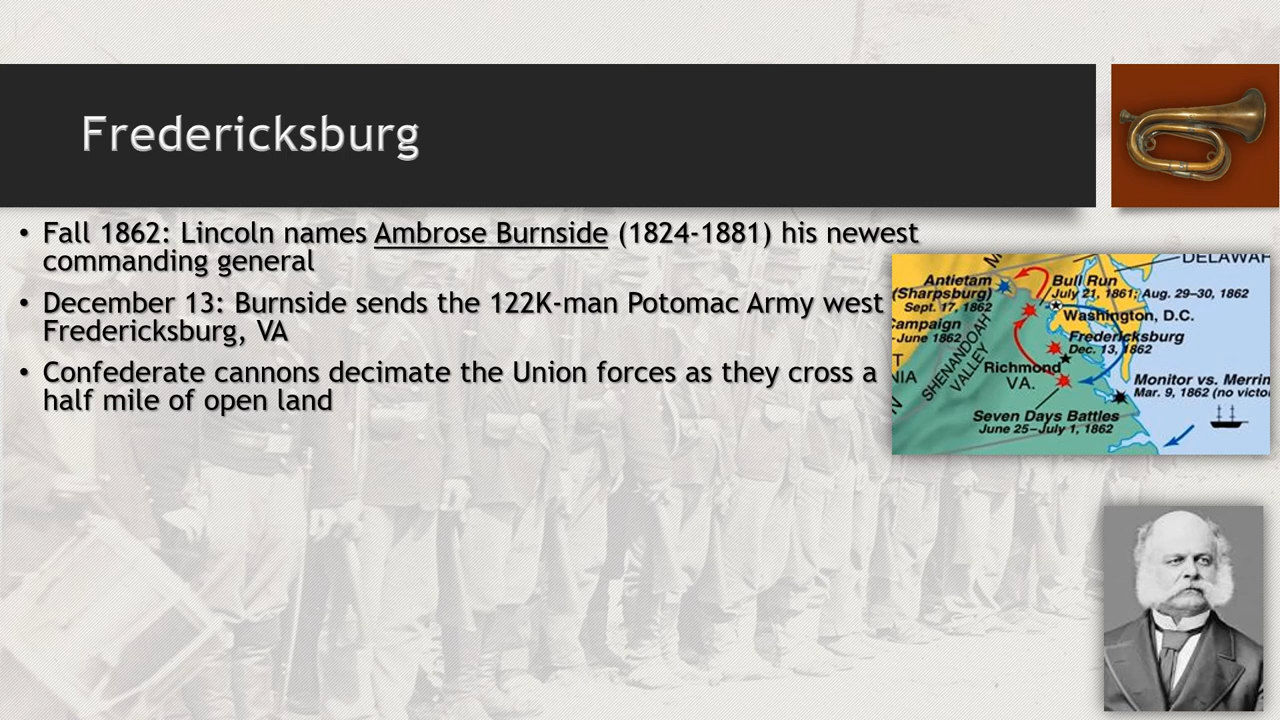 Fredericksburg
• Fall 1862: Lincoln names Ambrose Burnside (1824-1881) his newest
commanding general
• December 13: Burnside sends the 122K-man Potomac Army west
Fredericksburg, VA
• Confederate cannons decimate the Union forces as they cross a
half mile of open land
DELAWAR
M
Antietam
(Sharpsburg)
Sept. 17, 1862
Bull Run
July 21, 1861; Aug. 29–30, 1862
Washington, D.C.
ampaign
-June 1862
Fredericksburg
Dec. 13, 1862
SHENANDOAH
VALLEY
T
NIA
N
Richmond
VA.
Monitor vs. Merrim
Mar. 9, 1862 (no victo
Seven Days Battles
June 25–July 1, 1862